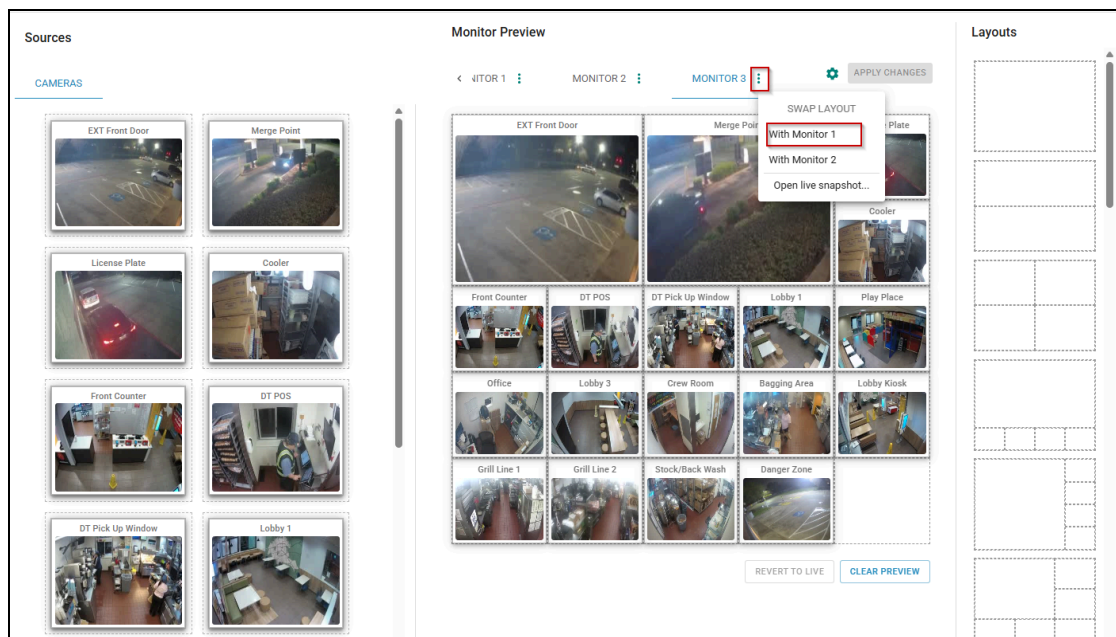 Sources
CAMERAS
EXT Front Door
Merge Point
License Plate
Cooler
Front Counter
DT POS
DT Pick Up Window
Lobby 1
Monitor Preview
ITOR 1
MONITOR 2
MONITOR 3
APPLY CHANGES
SWAP LAYOUT
With Monitor 1
With Monitor 2
Open live snapshot...
EXT Front Door
Merge Poi
Plate
Cooler
Front Counter
DT POS
DT Pick Up Window
Lobby 1
Play Place
Office
Lobby 3
Crew Room
Bagging Area
Lobby Kiosk
Grill Line 1
Grill Line 2
Stock/Back Wash
Danger Zone
REVERT TO LIVE
CLEAR PREVIEW
Layouts